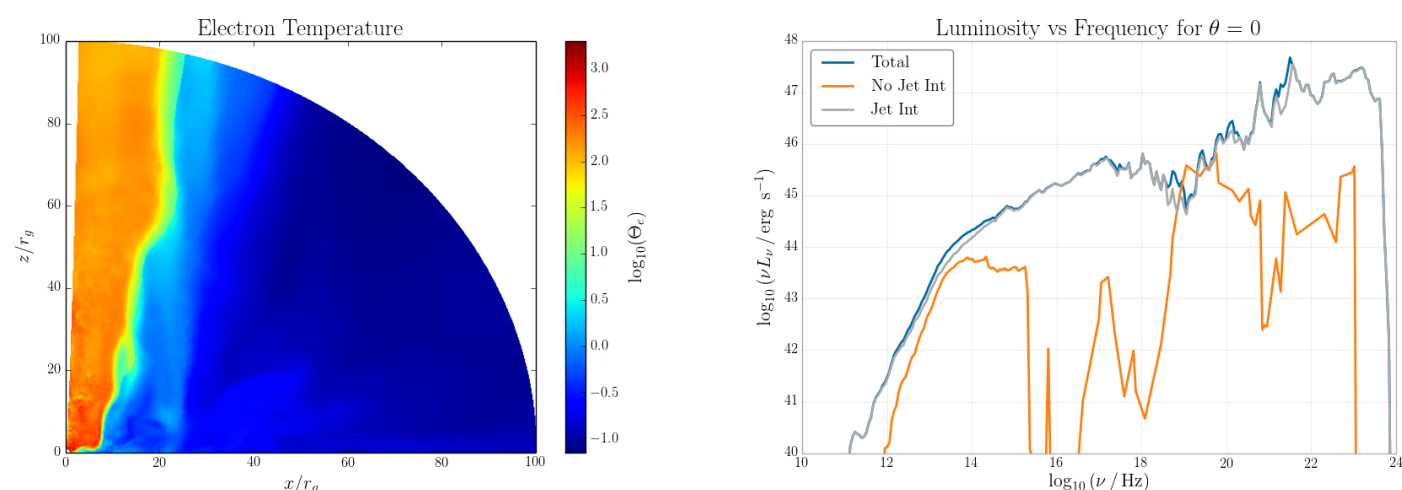 Electron Temperature
100
80
60
40
20
0
z/r_g
0 20 40 60 80 100
x/r_g
3.0
2.5
2.0
1.5
1.0
0.5
0.0
−0.5
−1.0
log₁₀(Θ_e)
Luminosity vs Frequency for θ = 0
48
47
46
45
44
43
42
41
40
log₁₀ (νL_ν / erg s⁻¹)
Total
No Jet Int
Jet Int
10 12 14 16 18 20 22 24
log₁₀ (ν / Hz)